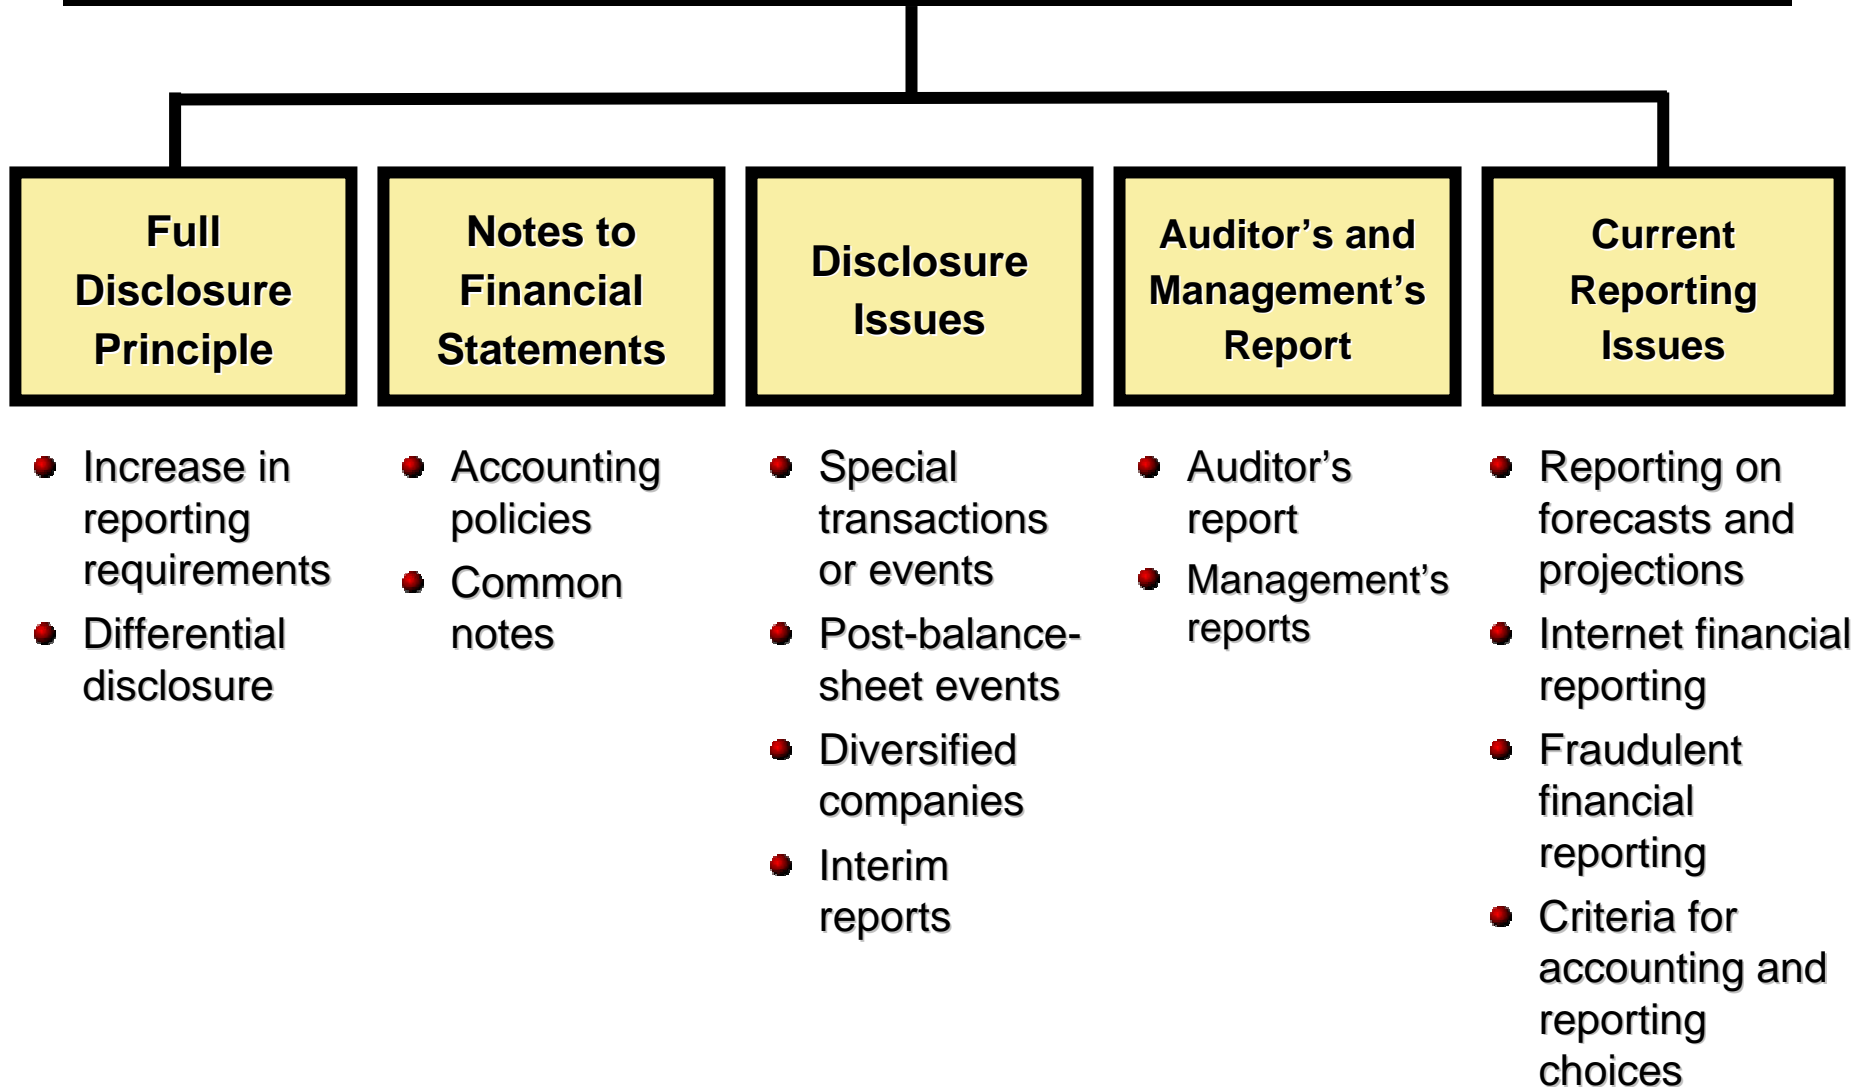 Full
Disclosure
Principle
Increase in
reporting
requirements
Differential
disclosure
Notes to
Financial
Statements
Accounting
policies
Common
notes
Disclosure
Issues
Special
transactions
or events
Post-balance-
sheet events
Diversified
companies
Interim
reports
Auditor’s and
Management’s
Report
Auditor’s
report
Management’s
reports
Current
Reporting
Issues
Reporting on
forecasts and
projections
Internet financial
reporting
Fraudulent
financial
reporting
Criteria for
accounting and
reporting
choices